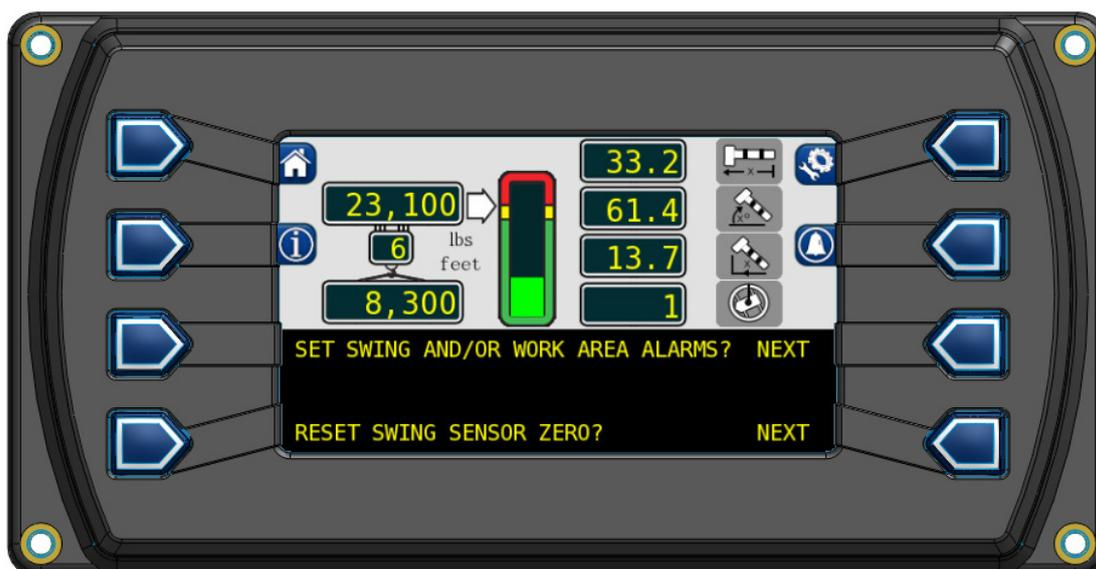 33.2
23,100
61.4
6
lbs
feet
13.7
8,300
1
SET SWING AND/OR WORK AREA ALARMS? NEXT
RESET SWING SENSOR ZERO? NEXT